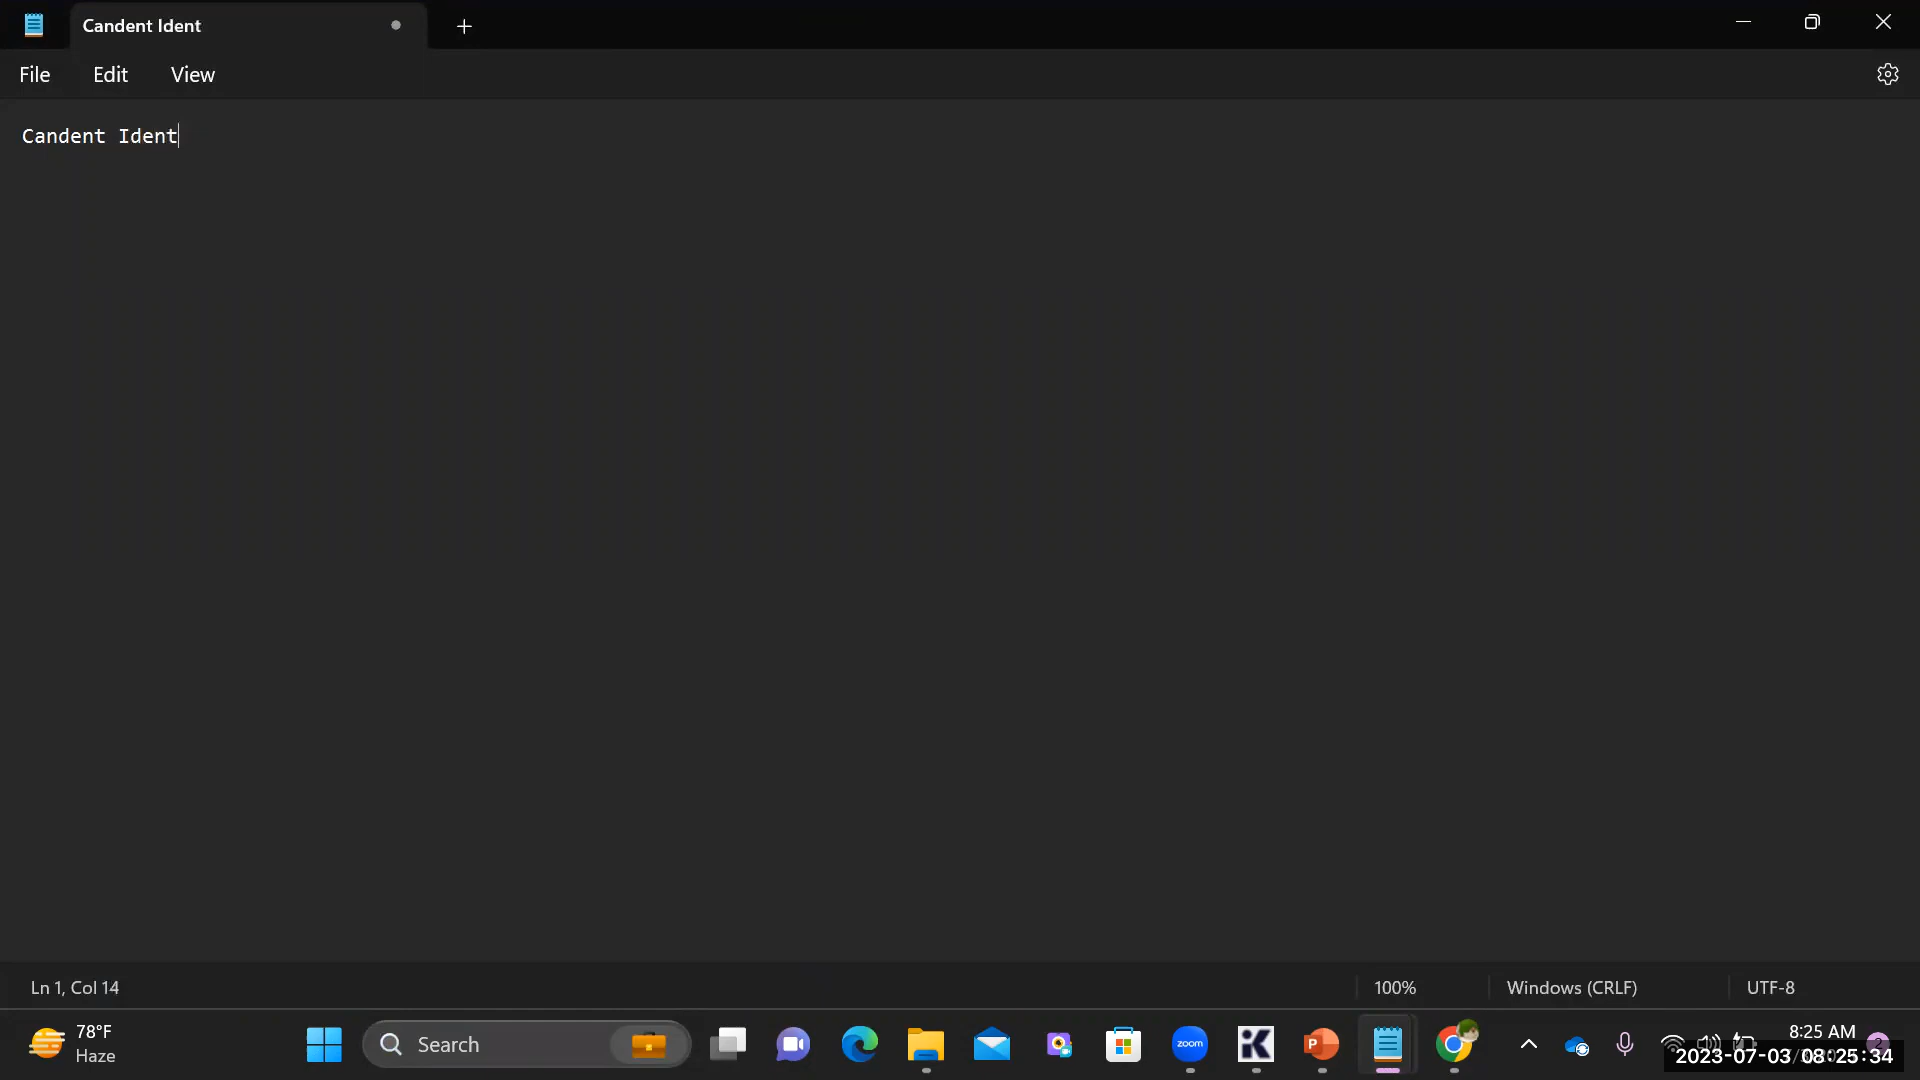 Candent Ident
File Edit View
Candent Ident
Ln 1, Col 14 100% Windows (CRLF) UTF-8
78°F
Haze
Search
zoom
8:25 AM
2
2023-07-03 08:25:34